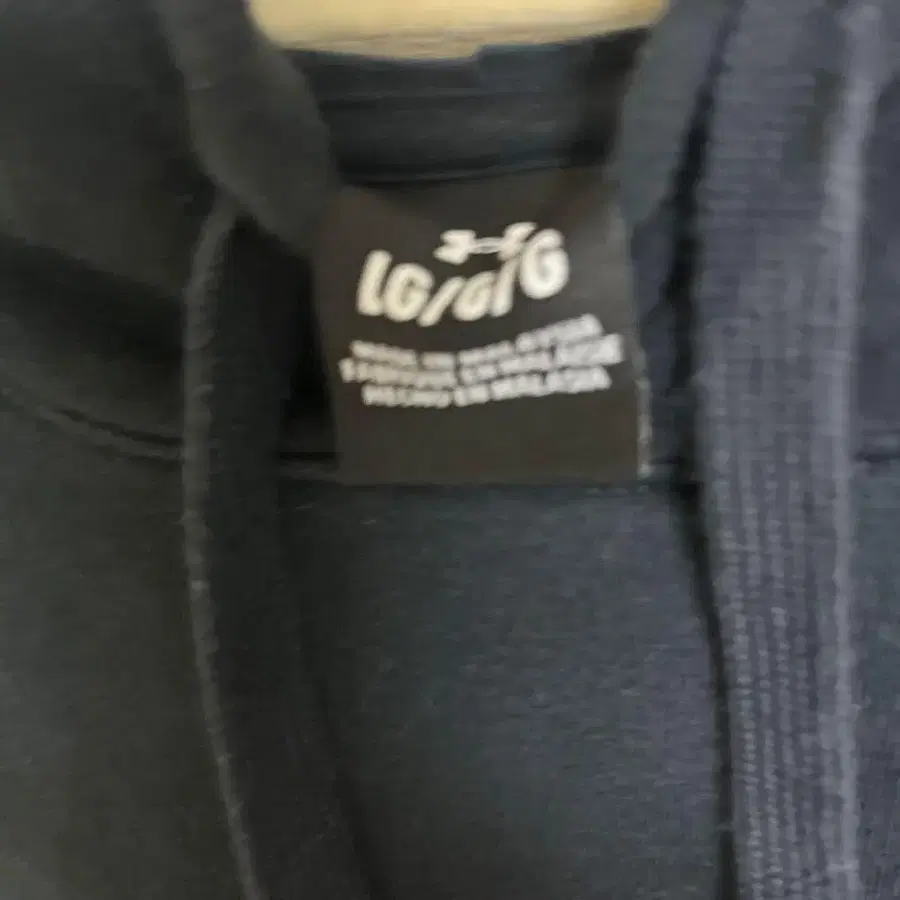 LG/G/G
MADE IN MALAYSIA
FABRIQUÉ EN MALAISIE
HECHO EN MALASIA